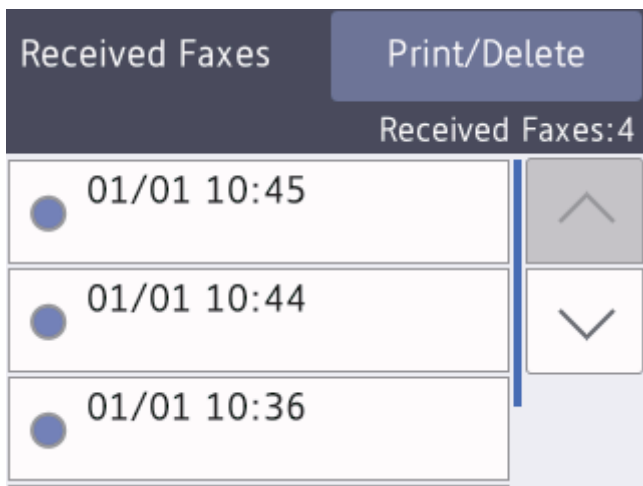 Received Faxes
Print/Delete
Received Faxes:4
01/01 10:45
01/01 10:44
01/01 10:36